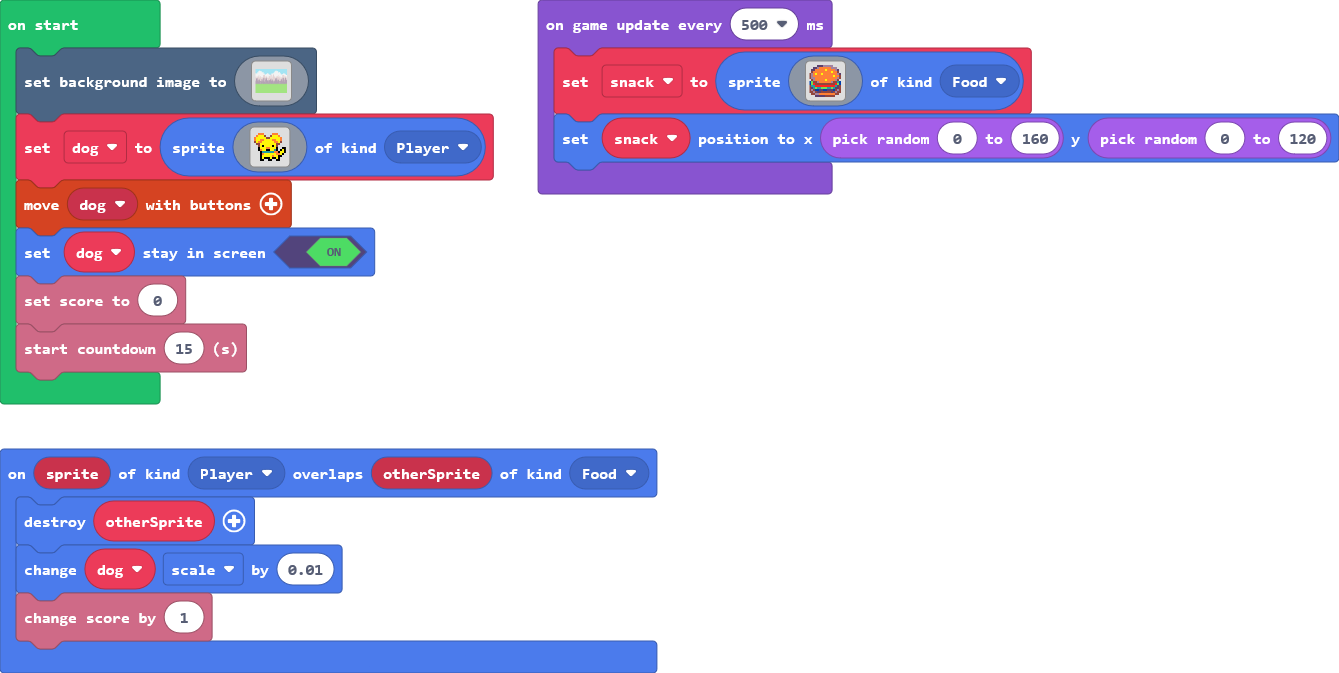 on start
set background image to
set dog to sprite of kind Player
move dog with buttons
set dog stay in screen ON
set score to 0
start countdown 15 (s)
on game update every 500 ms
set snack to sprite of kind Food
set snack position to x pick random 0 to 160 y pick random 0 to 120
on sprite of kind Player overlaps otherSprite of kind Food
destroy otherSprite
change dog scale by 0.01
change score by 1